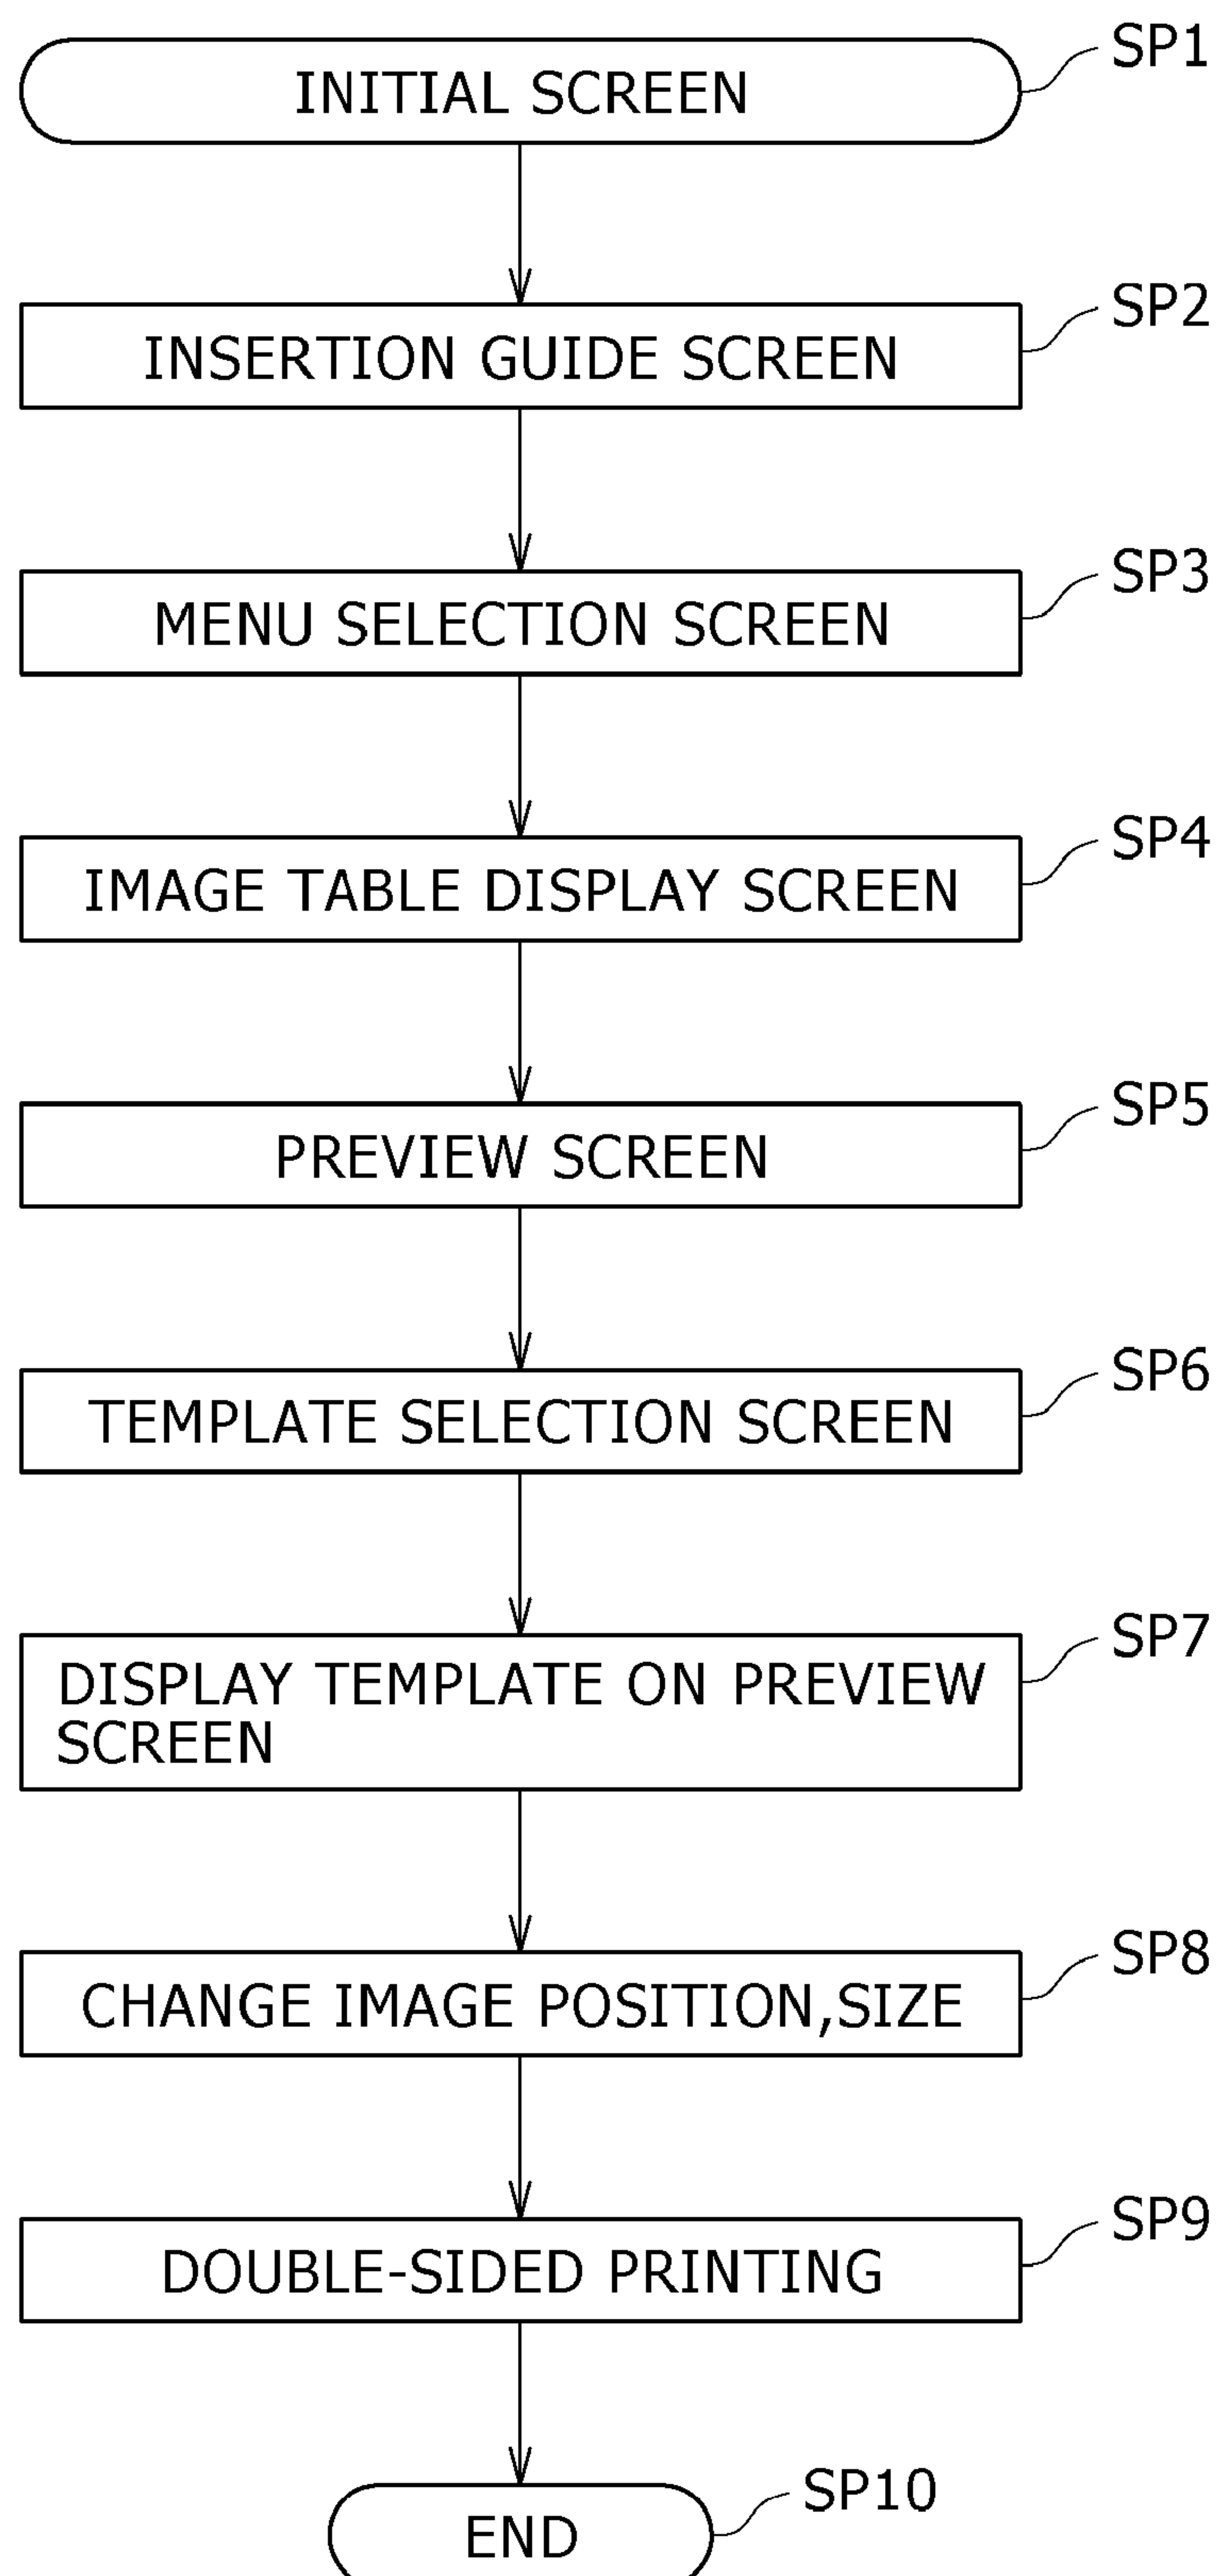 INITIAL SCREEN
SP1
INSERTION GUIDE SCREEN
SP2
MENU SELECTION SCREEN
SP3
IMAGE TABLE DISPLAY SCREEN
SP4
PREVIEW SCREEN
SP5
TEMPLATE SELECTION SCREEN
SP6
DISPLAY TEMPLATE ON PREVIEW
SCREEN
SP7
CHANGE IMAGE POSITION,SIZE
SP8
DOUBLE-SIDED PRINTING
SP9
END
SP10